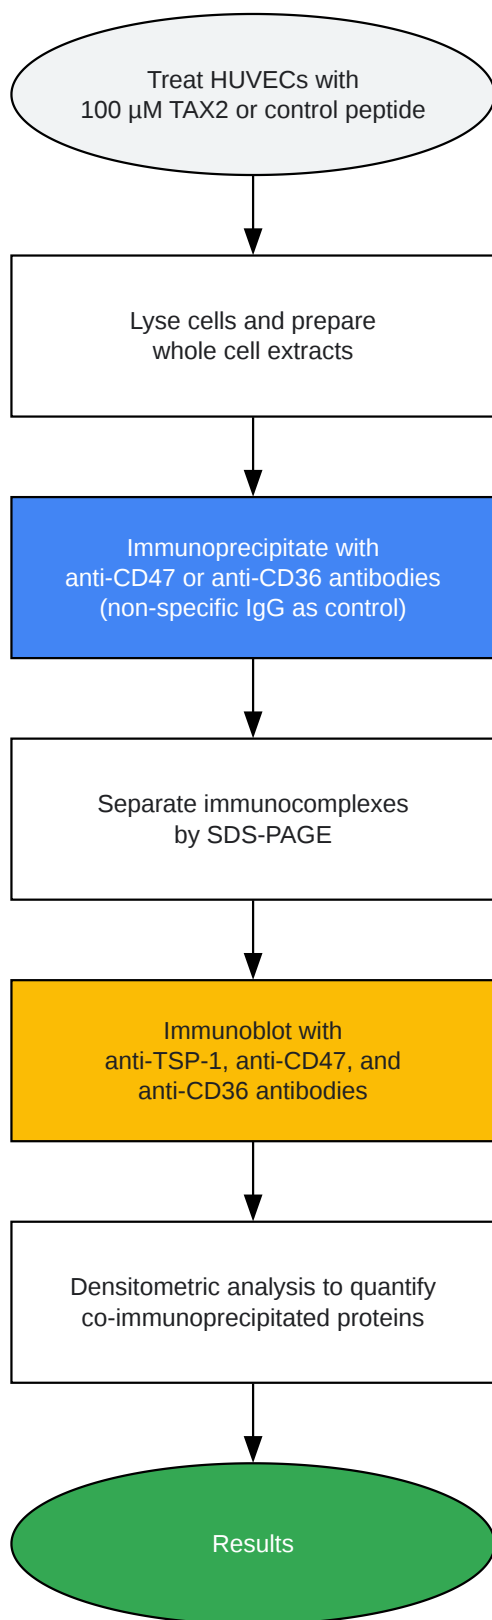 Treat HUVECs with
100 µM TAX2 or control peptide
Lyse cells and prepare
whole cell extracts
Immunoprecipitate with
anti-CD47 or anti-CD36 antibodies
(non-specific IgG as control)
Separate immunocomplexes
by SDS-PAGE
Immunoblot with
anti-TSP-1, anti-CD47, and
anti-CD36 antibodies
Densitometric analysis to quantify
co-immunoprecipitated proteins
Results